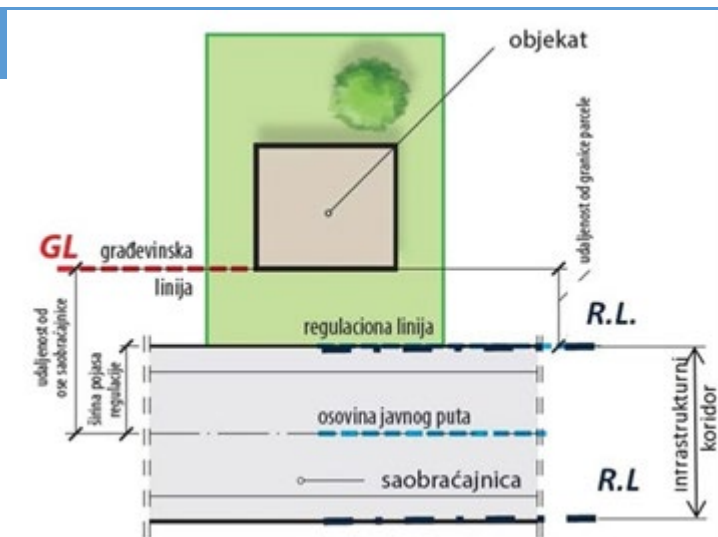 objekat
udaljenost od granice parcele
GL građevinska
linija
udaljenost od
ose saobraćajnice
širina pojasa
regulacije
regulaciona linija
R.L.
osovina javnog puta
saobraćajnica
R.L
infrastrukturni
koridor